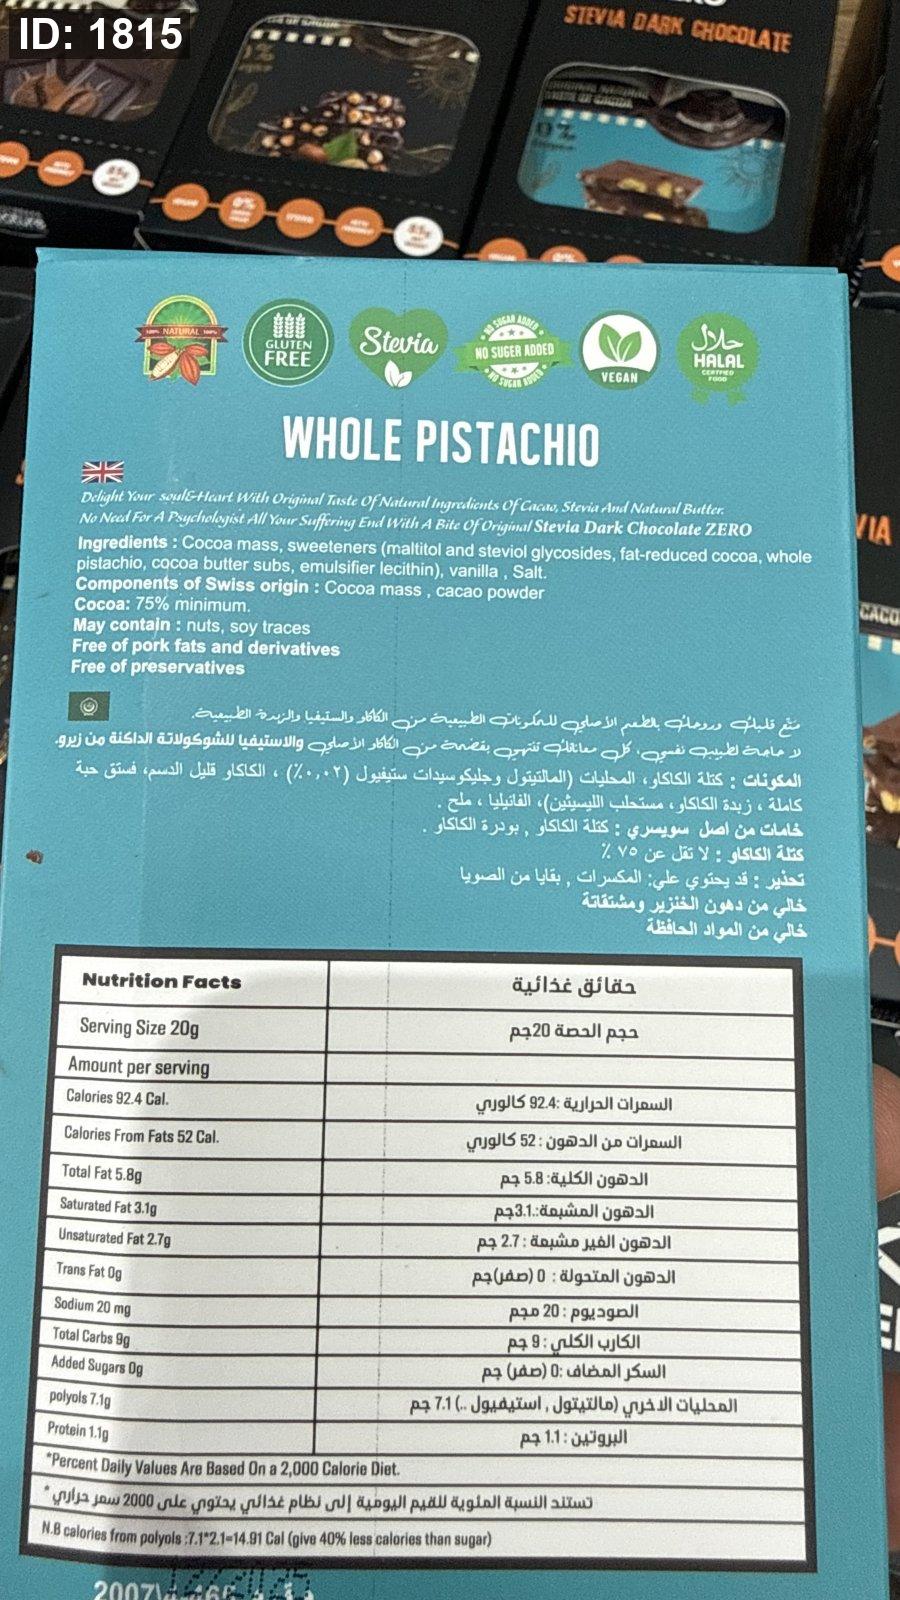 ID: 1815
STEVIA DARK CHOCOLATE
100% NATURAL 100%
GLUTEN FREE
Stevia
NO SUGAR ADDED
NO SUGER ADDED
NO SUGAR ADDED
VEGAN
حلال
HALAL
CERTIFIED FOOD
WHOLE PISTACHIO
Delight Your soul&Heart With Original Taste Of Natural Ingredients Of Cacao, Stevia And Natural Butter.
No Need For A Psychologist All Your Suffering End With A Bite Of Original Stevia Dark Chocolate ZERO
Ingredients : Cocoa mass, sweeteners (maltitol and steviol glycosides, fat-reduced cocoa, whole
pistachio, cocoa butter subs, emulsifier lecithin), vanilla , Salt.
Components of Swiss origin : Cocoa mass , cacao powder
Cocoa: 75% minimum.
May contain : nuts, soy traces
Free of pork fats and derivatives
Free of preservatives
متّع قلبك وروحك بالطعم الأصلي للمكونات الطبيعية من الكاكاو والستيفيا والزبدة الطبيعية.
لا حاجة لطبيب نفسي، كل معاناتك تنتهي بقضمة من الكاكاو الأصلي والاستيفيا للشوكولاتة الداكنة من زيرو.
المكونات : كتلة الكاكاو، المحليات (المالتيتول وجليكوسيدات ستيفيول (٠,٠٢٪) ، الكاكاو قليل الدسم، فستق حبة
كاملة ، زبدة الكاكاو، مستحلب الليسيثين)، الفانيليا ، ملح .
خامات من اصل سويسري : كتلة الكاكاو , بودرة الكاكاو .
كتلة الكاكاو : لا تقل عن ٧٥ ٪
تحذير : قد يحتوي علي: المكسرات , بقايا من الصويا
خالي من دهون الخنزير ومشتقاتة
خالي من المواد الحافظة
Nutrition Facts حقائق غذائية
Serving Size 20g حجم الحصة 20جم
Amount per serving
Calories 92.4 Cal. السعرات الحرارية :92.4 كالوري
Calories From Fats 52 Cal. السعرات من الدهون : 52 كالوري
Total Fat 5.8g الدهون الكلية: 5.8 جم
Saturated Fat 3.1g الدهون المشبعة:.3.1جم
Unsaturated Fat 2.7g الدهون الغير مشبعة : 2.7 جم
Trans Fat 0g الدهون المتحولة : 0 (صفر)جم
Sodium 20 mg الصوديوم : 20 مجم
Total Carbs 9g الكارب الكلي : 9 جم
Added Sugars 0g السكر المضاف :0 (صفر) جم
polyols 7.1g المحليات الاخري (مالتيتول , استيفيول ..) 7.1 جم
Protein 1.1g البروتين : 1.1 جم
*Percent Daily Values Are Based On a 2,000 Calorie Diet.
تستند النسبة المئوية للقيم اليومية إلى نظام غذائي يحتوي على 2000 سعر حراري *
N.B calories from polyols :7.1*2.1=14.91 Cal (give 40% less calories than sugar)